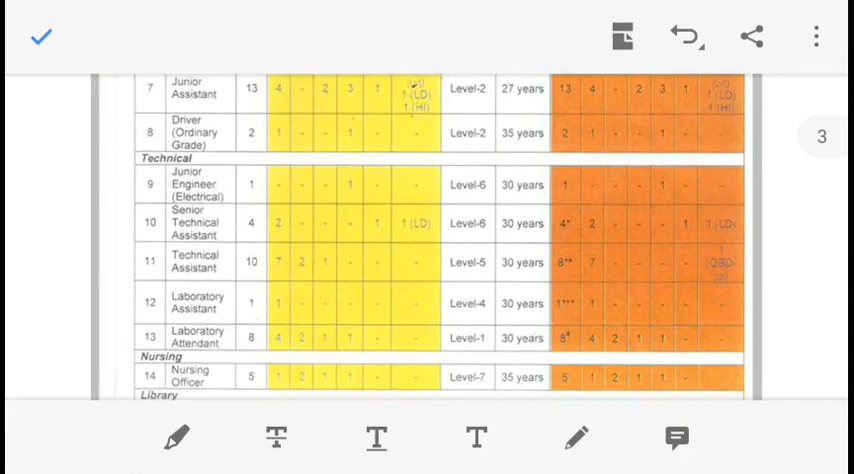 3
7 Junior Assistant 13 4 - 2 3 1 1 (LD) 1 (HI) Level-2 27 years 13 4 - 2 3 1 1 (LD) 1 (HI)
8 Driver (Ordinary Grade) 2 1 - - 1 - - Level-2 35 years 2 1 - - 1 - -
Technical
9 Junior Engineer (Electrical) 1 - - - 1 - - Level-6 30 years 1 - - - 1 - -
10 Senior Technical Assistant 4 2 - - - 1 1 (LD) Level-6 30 years 4* 2 - - - 1 1 (LD)
11 Technical Assistant 10 7 2 1 - - - Level-5 30 years 8** 7 - - - - 1
12 Laboratory Assistant 1 1 - - - - - Level-4 30 years 1*** 1 - - - - -
13 Laboratory Attendant 8 4 2 1 1 - - Level-1 30 years 8# 4 2 1 1 - -
Nursing
14 Nursing Officer 5 1 2 1 1 - - Level-7 35 years 5 1 2 1 1 - -
Library
T T T